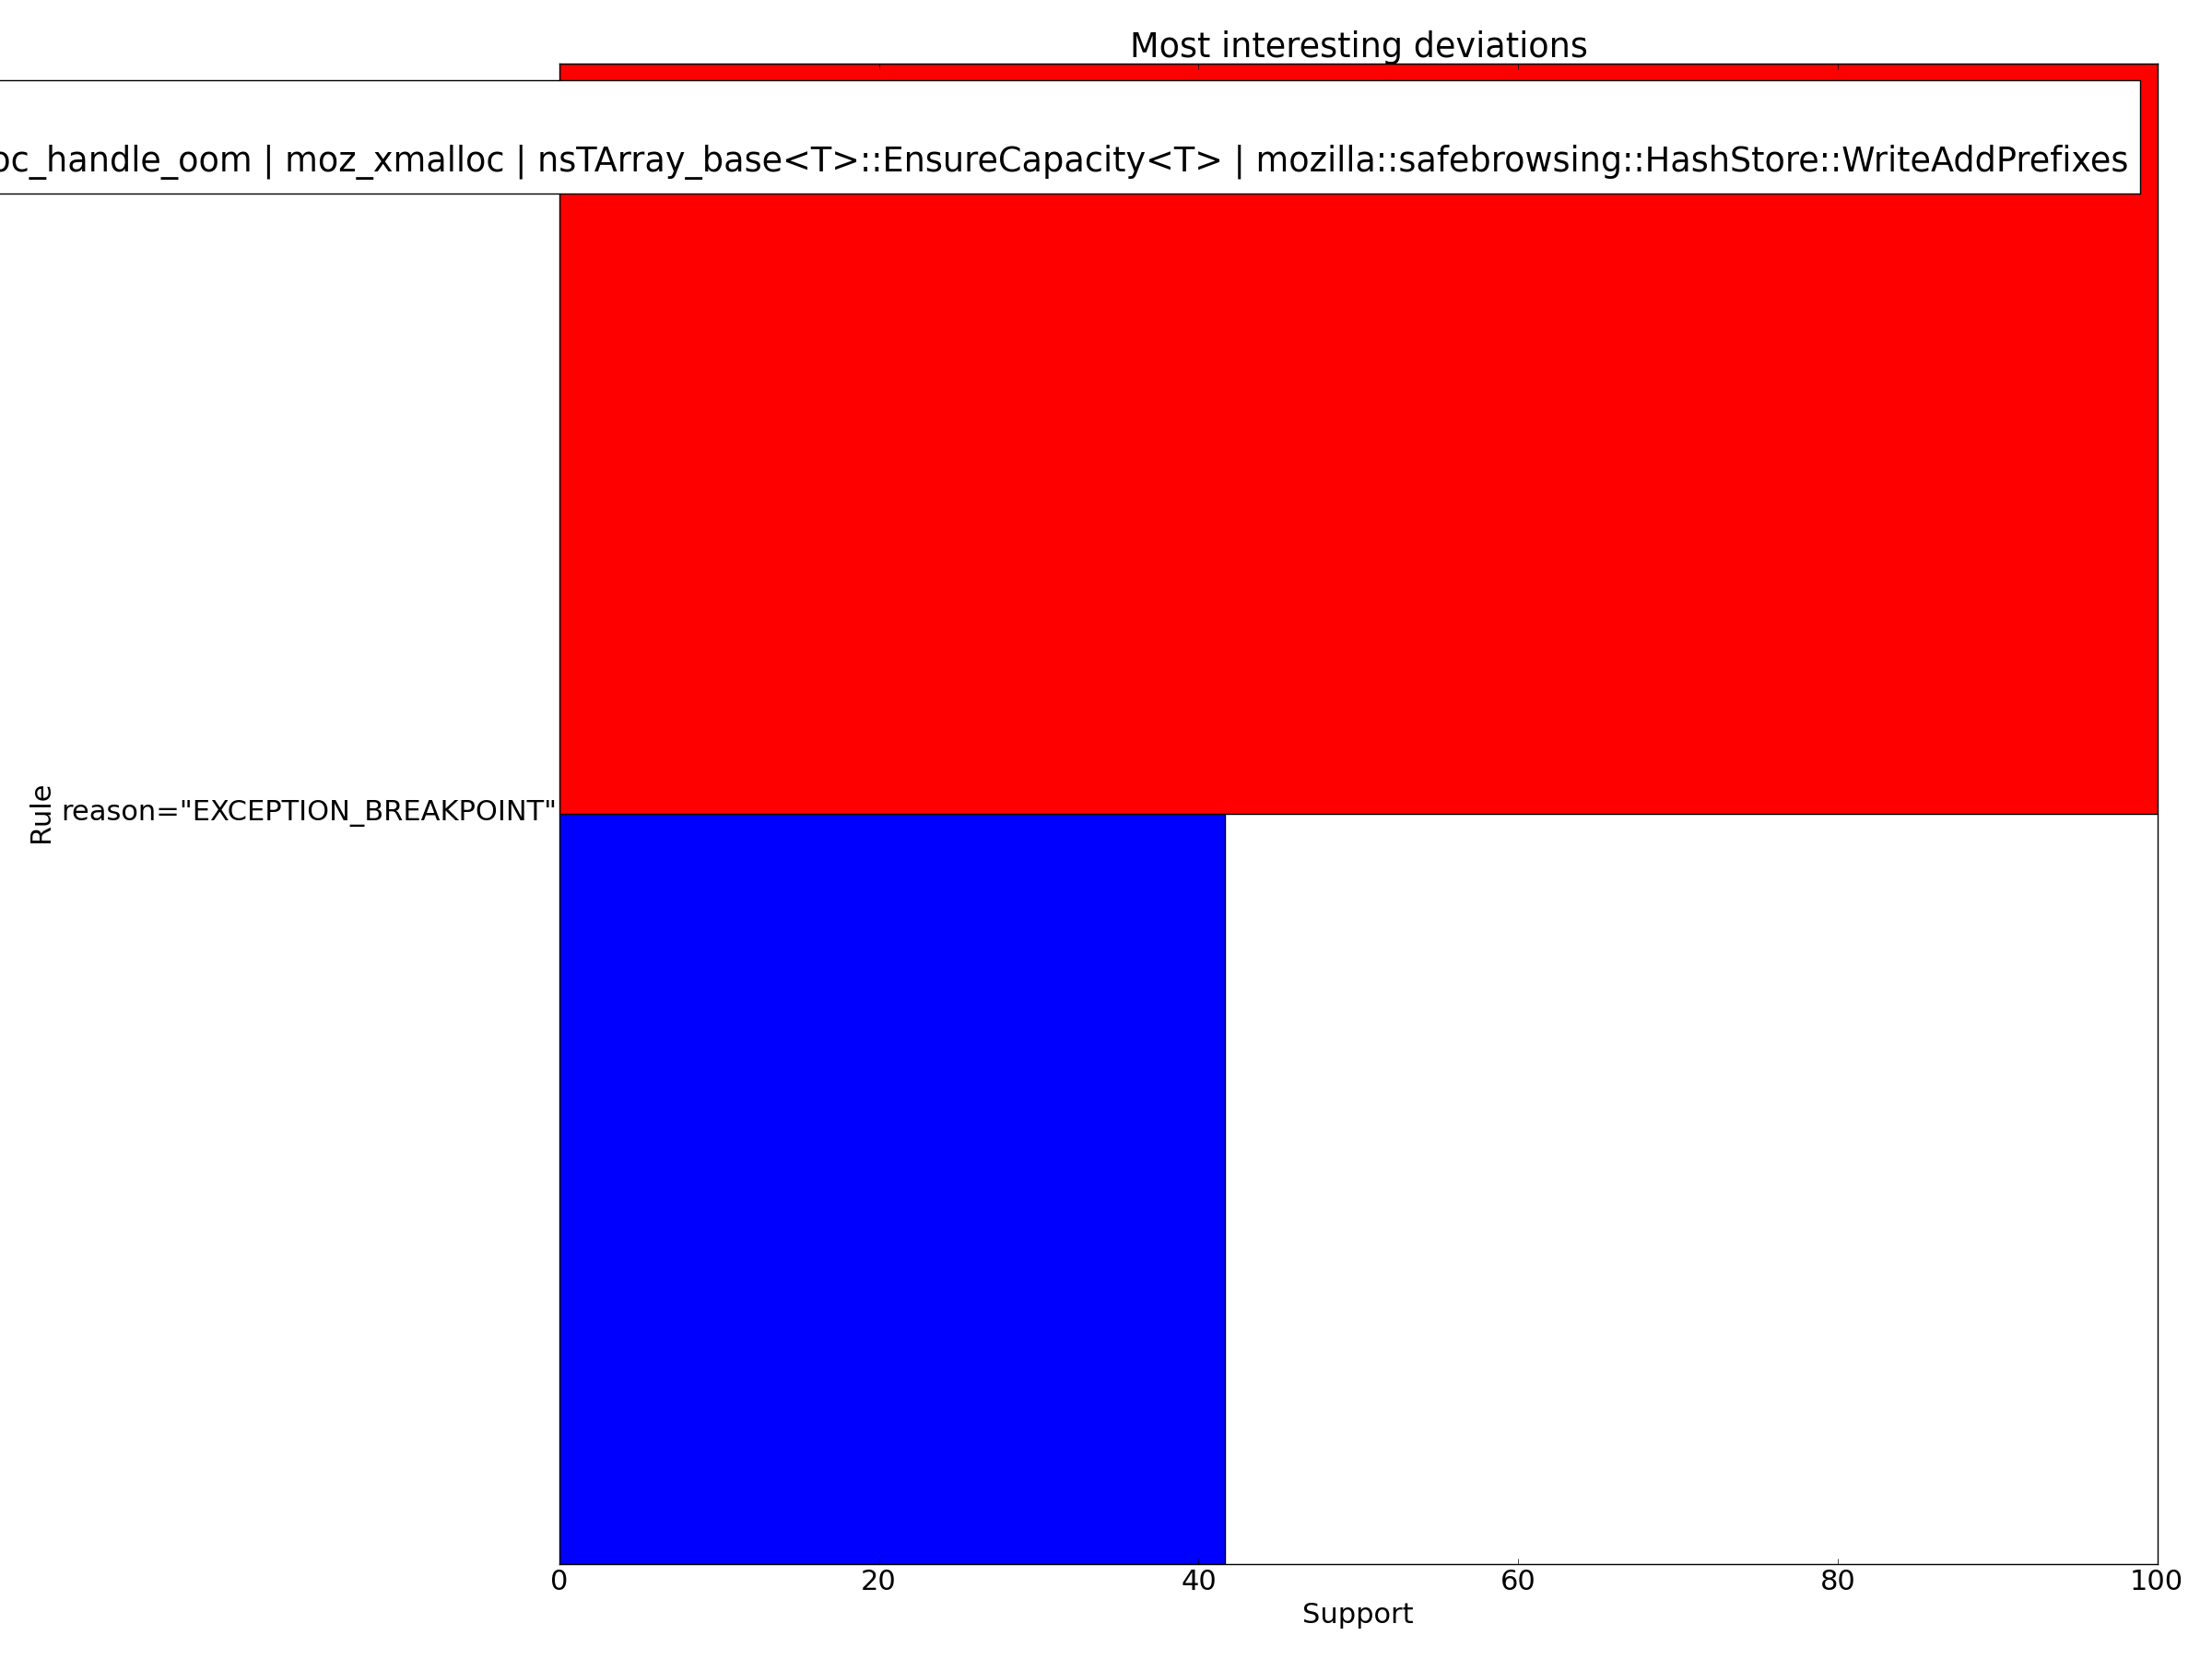 Most interesting deviations
oc_handle_oom | moz_xmalloc | nsTArray_base<T>::EnsureCapacity<T> | mozilla::safebrowsing::HashStore::WriteAddPrefixes
Rule
reason="EXCEPTION_BREAKPOINT"
0 20 40 60 80 100
Support